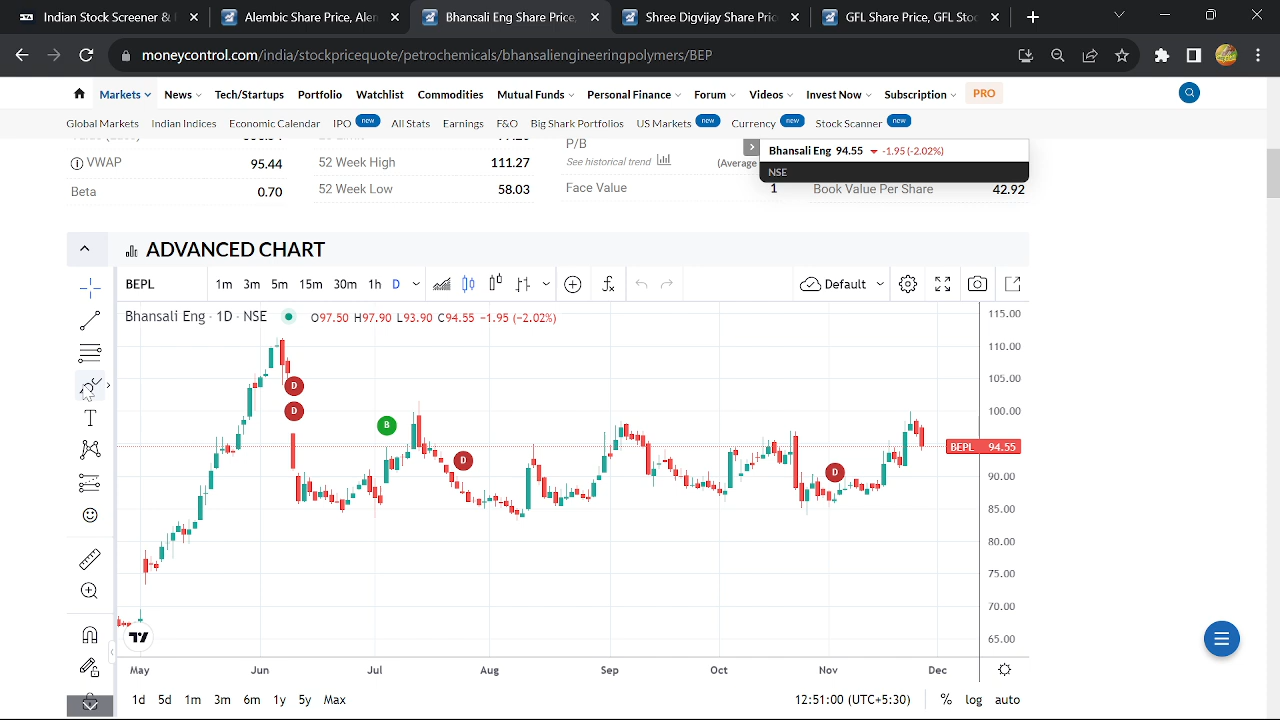 Indian Stock Screener &
Alembic Share Price, Aler
Bhansali Eng Share Price,
Shree Digvijay Share Pric
GFL Share Price, GFL Stoc
moneycontrol.com/india/stockpricequote/petrochemicals/bhansaliengineeringpolymers/BEP
Markets News Tech/Startups Portfolio Watchlist Commodities Mutual Funds Personal Finance Forum Videos Invest Now Subscription PRO
Global Markets Indian Indices Economic Calendar IPO new All Stats Earnings F&O Big Shark Portfolios US Markets new Currency new Stock Scanner new
P/B
VWAP 95.44
52 Week High 111.27
See historical trend (Average
Bhansali Eng 94.55 -1.95 (-2.02%)
NSE
Beta 0.70
52 Week Low 58.03
Face Value 1
Book Value Per Share 42.92
ADVANCED CHART
BEPL 1m 3m 5m 15m 30m 1h D Default
Bhansali Eng · 1D · NSE O97.50 H97.90 L93.90 C94.55 −1.95 (−2.02%)
115.00
110.00
105.00
100.00
BEPL 94.55
90.00
85.00
80.00
75.00
70.00
65.00
D
D
B
D
D
T
May Jun Jul Aug Sep Oct Nov Dec
1d 5d 1m 3m 6m 1y 5y Max 12:51:00 (UTC+5:30) % log auto